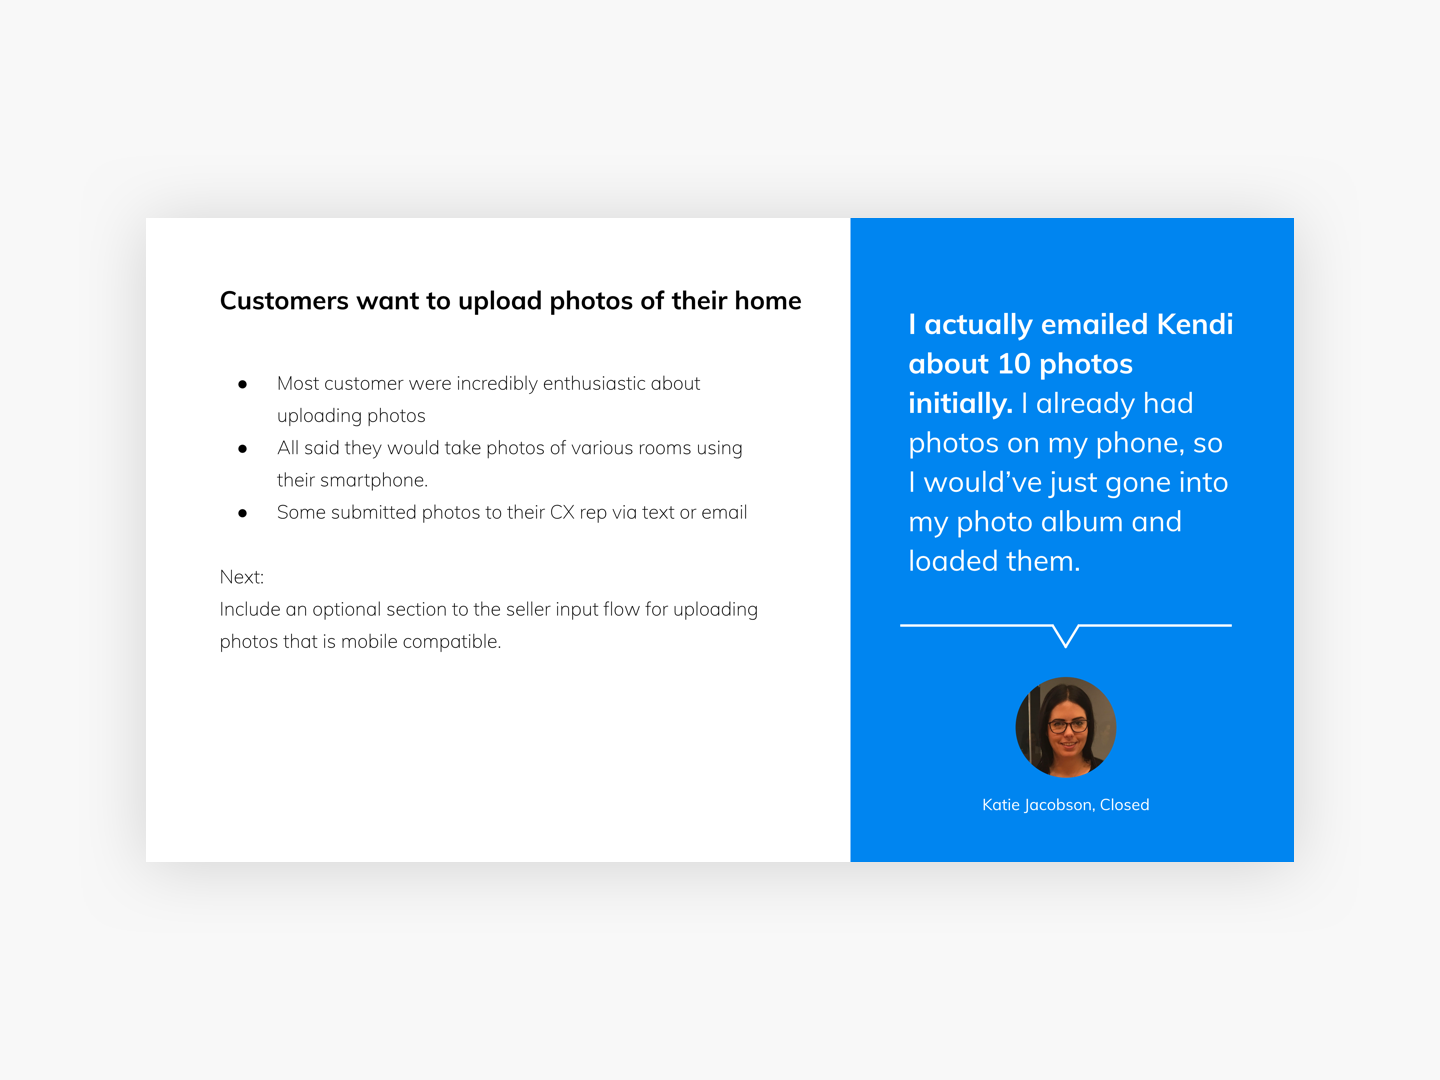 Customers want to upload photos of their home
● Most customer were incredibly enthusiastic about
uploading photos
● All said they would take photos of various rooms using
their smartphone.
● Some submitted photos to their CX rep via text or email
Next:
Include an optional section to the seller input flow for uploading
photos that is mobile compatible.
I actually emailed Kendi
about 10 photos
initially. I already had
photos on my phone, so
I would’ve just gone into
my photo album and
loaded them.
Katie Jacobson, Closed